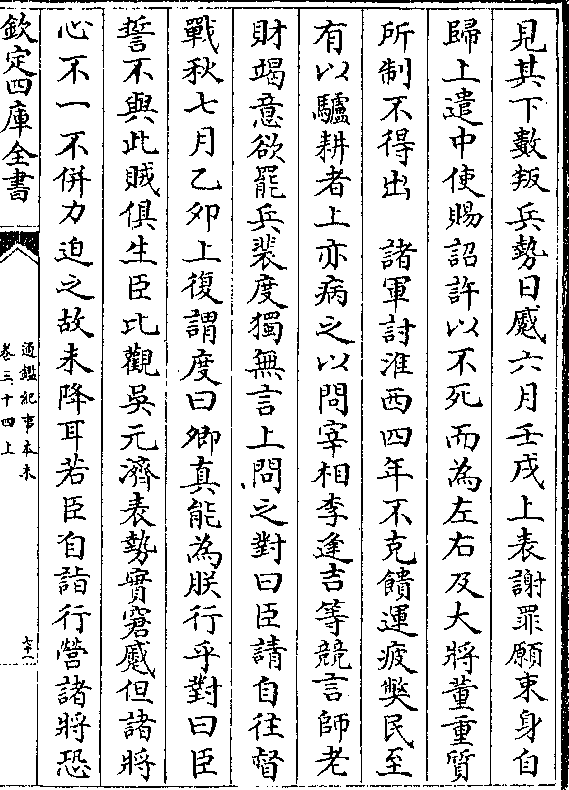 見其下數叛兵勢日蹙六月壬戌上表謝罪願束身自
歸上遣中使賜詔許以不死而為左右及大將董重質
所制不得出　諸軍討淮西四年不克饋運疲弊民至
有以驢耕者上亦病之以問宰相李逢吉等競言師老
財竭意欲罷兵裴度獨無言上問之對曰臣請自往督
戰秋七月乙夘上復謂度曰卿真能為朕行乎對曰臣
誓不與此賊俱生臣比觀吳元濟表勢實窘蹙但諸將
心不一不併力迫之故未降耳若臣自詣行營諸將恐
欽定四庫全書
通鑑紀事本末
卷三十四上